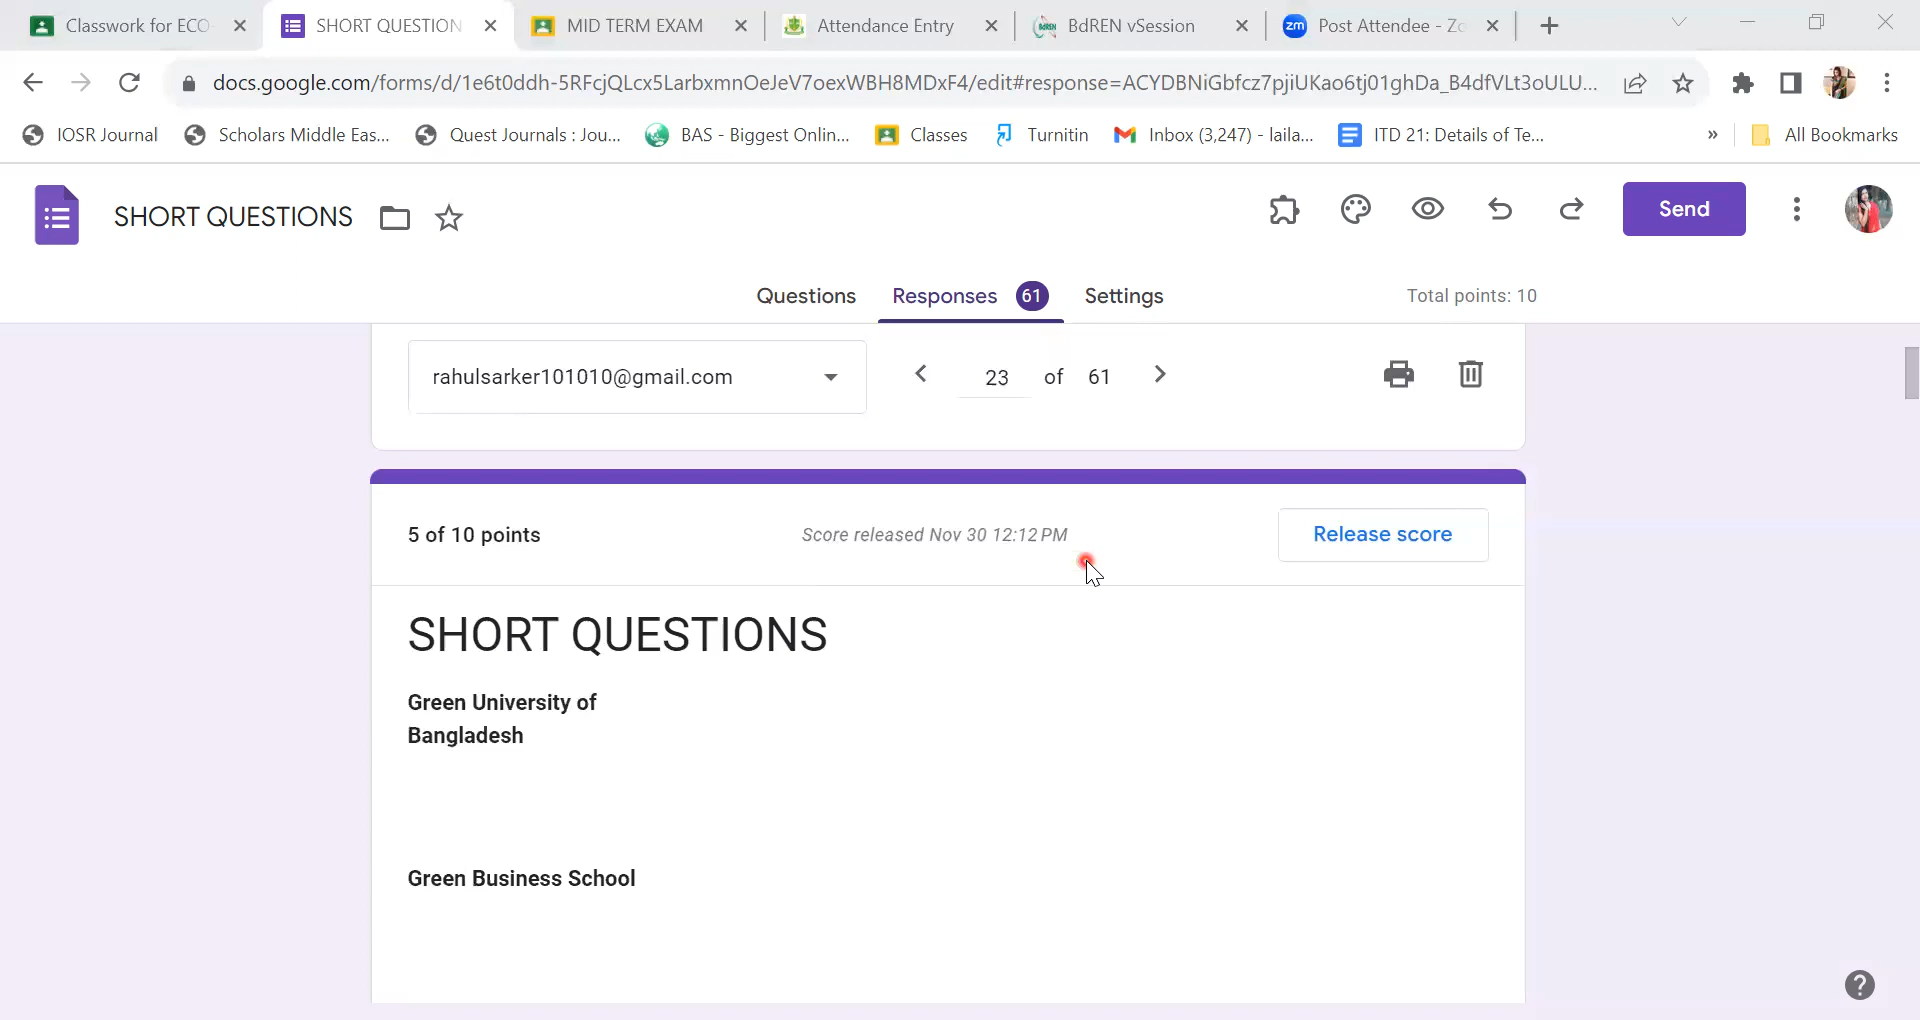 Classwork for ECO
SHORT QUESTION
MID TERM EXAM
Attendance Entry
BdREN vSession
zm Post Attendee - Zo
docs.google.com/forms/d/1e6t0ddh-5RFcjQLcx5LarbxmnOeJeV7oexWBH8MDxF4/edit#response=ACYDBNiGbfcz7pjiUKao6tj01ghDa_B4dfVLt3oULU...
IOSR Journal
Scholars Middle Eas...
Quest Journals : Jou...
BAS - Biggest Onlin...
Classes
Turnitin
Inbox (3,247) - laila...
ITD 21: Details of Te...
»
All Bookmarks
SHORT QUESTIONS
Send
Questions
Responses 61
Settings
Total points: 10
rahulsarker101010@gmail.com
23 of 61
5 of 10 points
Score released Nov 30 12:12 PM
Release score
SHORT QUESTIONS
Green University of
Bangladesh
Green Business School